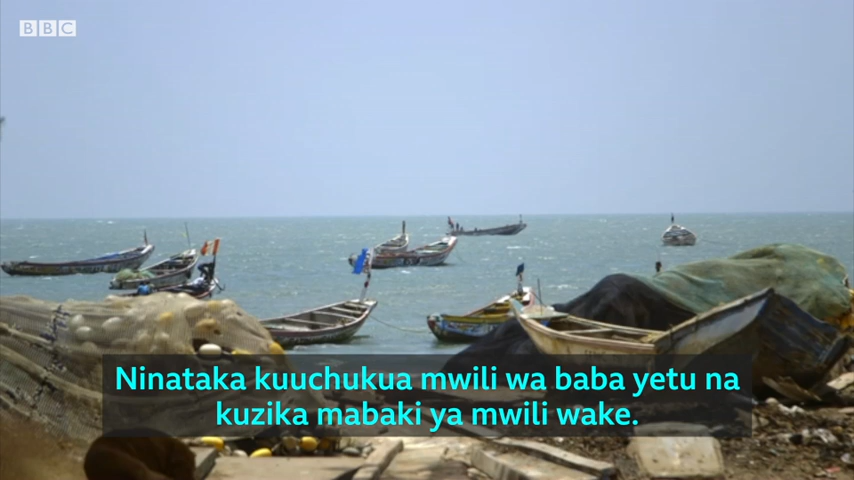 BBC
Ninataka kuuchukua mwili wa baba yetu na
kuzika mabaki ya mwili wake.